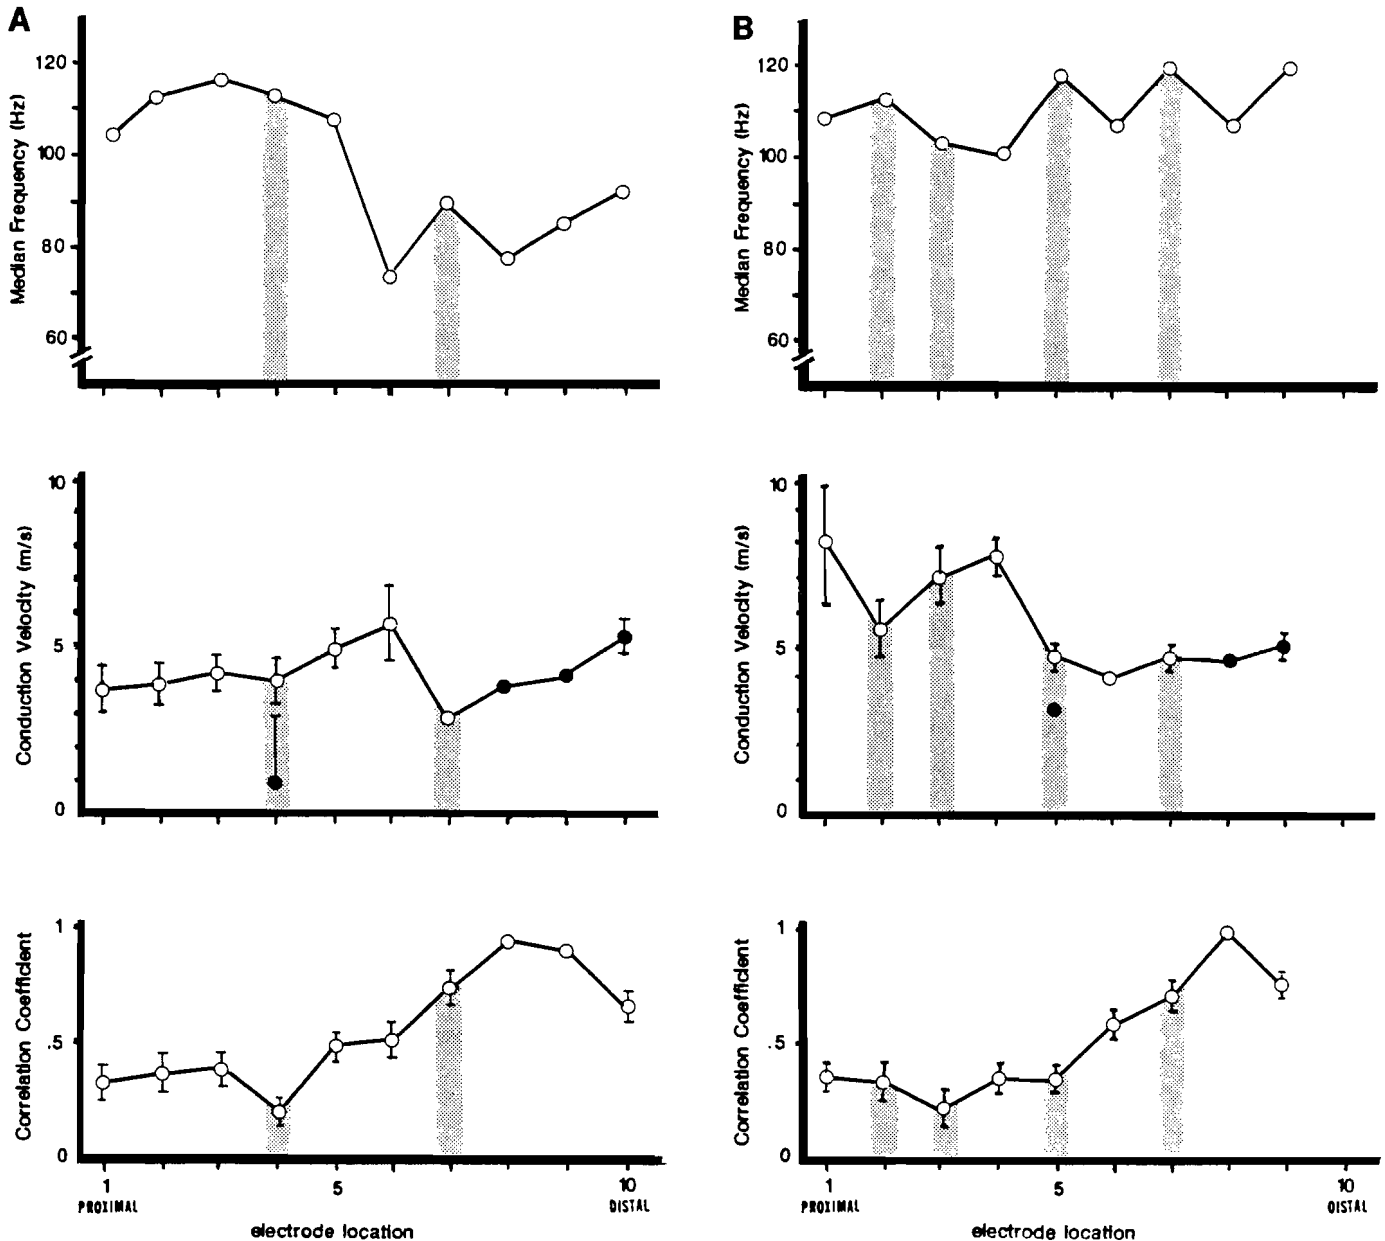 A
Median Frequency (Hz)
120
100
80
60
B
Median Frequency (Hz)
120
100
80
60
Conduction Velocity (m/s)
10
5
0
Conduction Velocity (m/s)
10
5
0
Correlation Coefficient
1
.5
0
1
5
10
PROXIMAL
DISTAL
electrode location
Correlation Coefficient
1
.5
0
1
5
10
PROXIMAL
DISTAL
electrode location